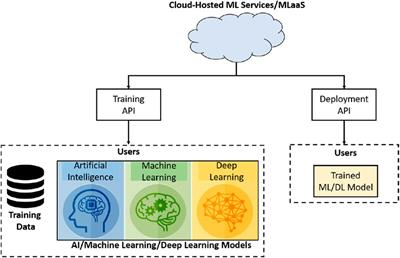 Cloud-Hosted ML Services/MLaaS
Training
API
Deployment
API
Users
Artificial
Intelligence
Machine
Learning
Deep
Learning
Training
Data
AI/Machine Learning/Deep Learning Models
Users
Trained
ML/DL Model